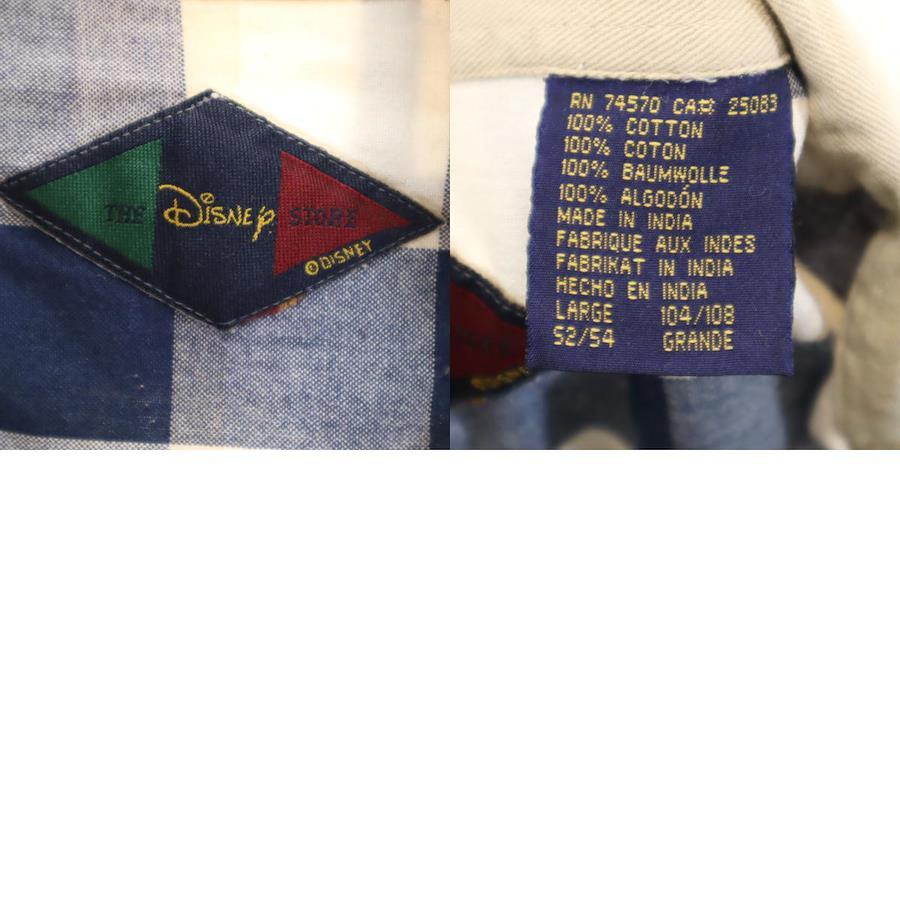 THE Disney STORE
©DISNEY
RN 74570 CA# 25083
100% COTTON
100% COTON
100% BAUMWOLLE
100% ALGODÓN
MADE IN INDIA
FABRIQUE AUX INDES
FABRIKAT IN INDIA
HECHO EN INDIA
LARGE 104/108
52/54 GRANDE